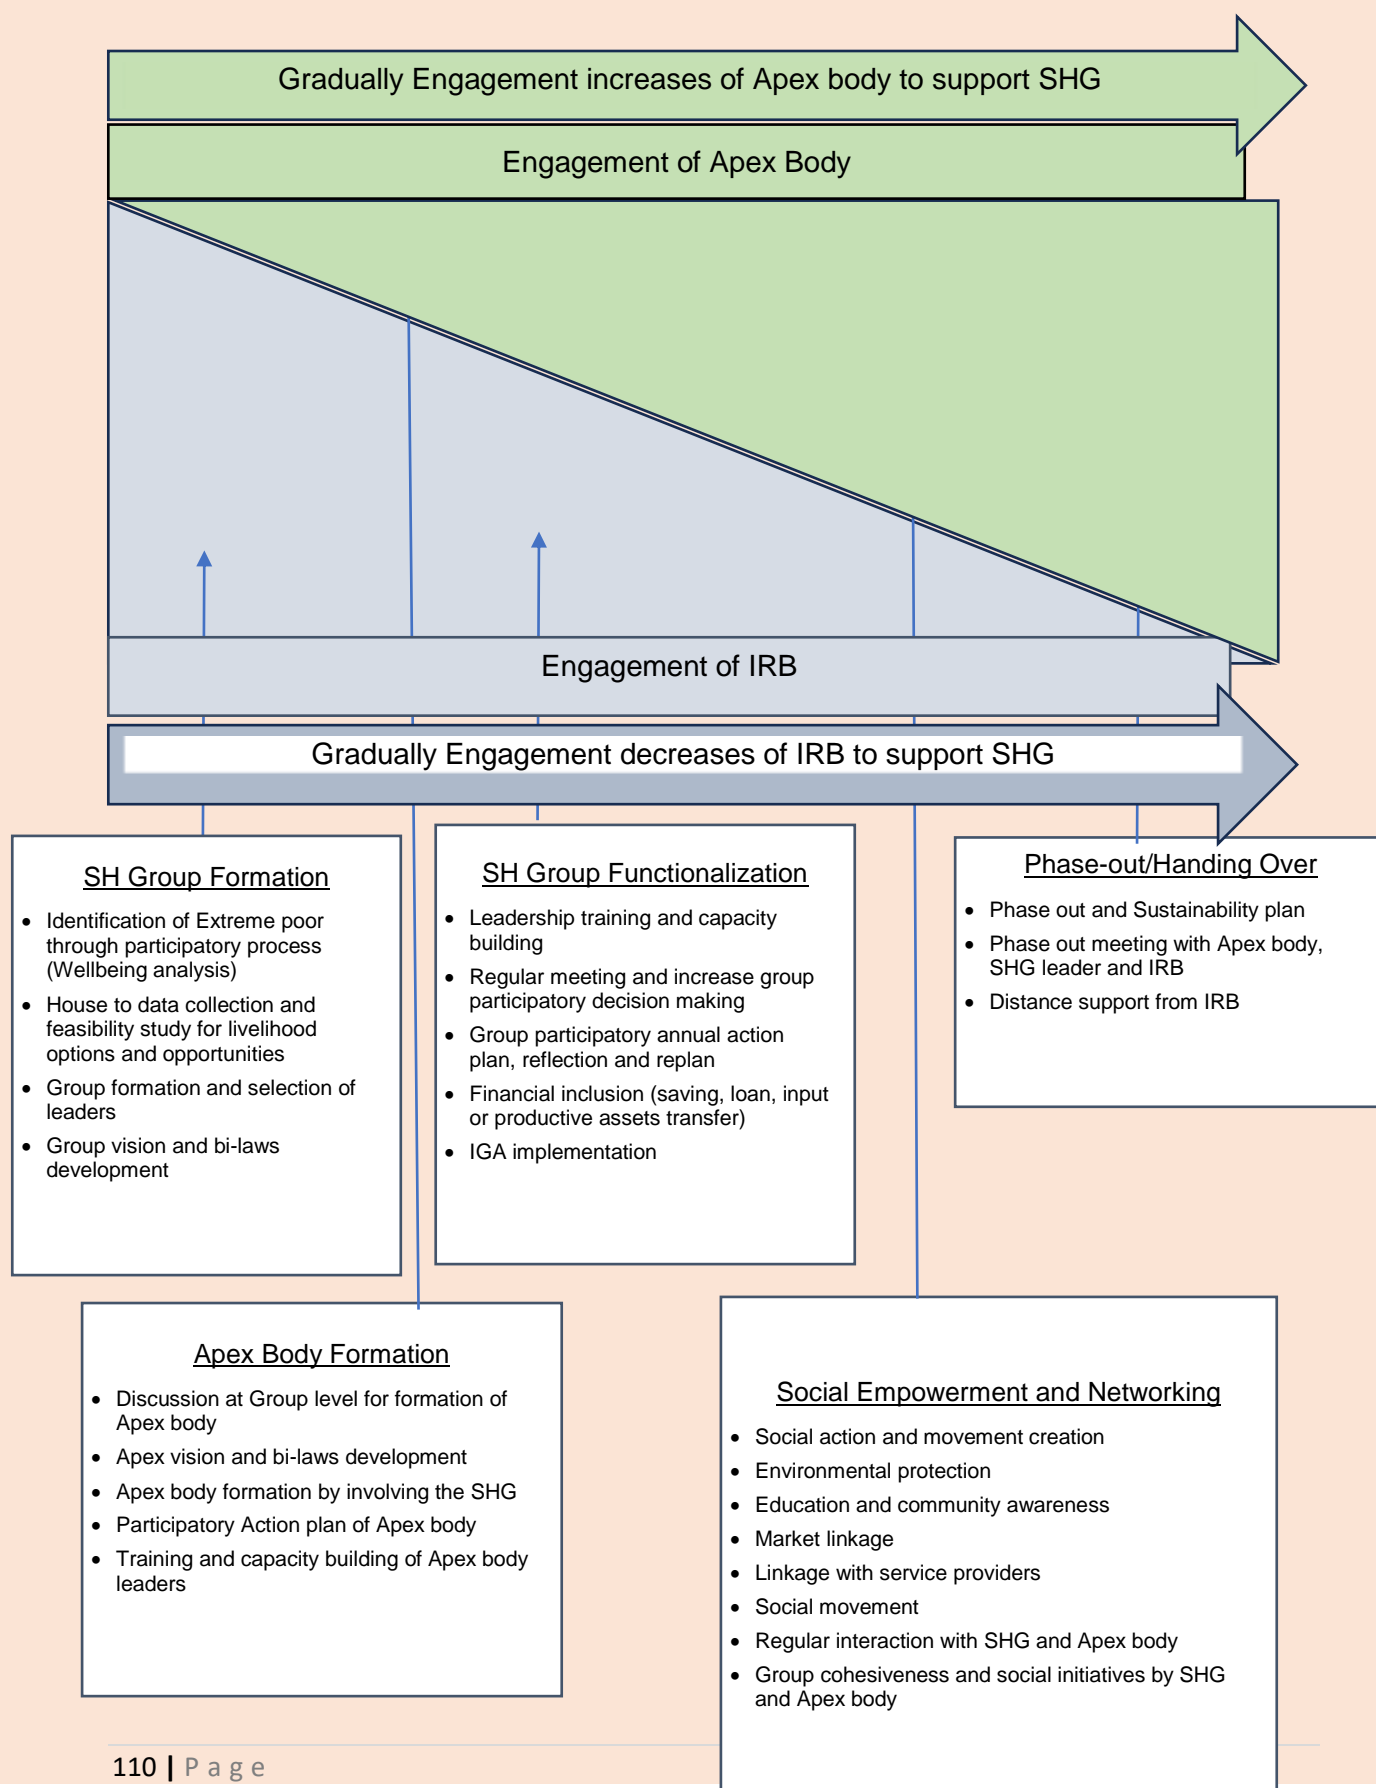 Gradually Engagement increases of Apex body to support SHG
Engagement of Apex Body
Engagement of IRB
Gradually Engagement decreases of IRB to support SHG
SH Group Formation
• Identification of Extreme poor
through participatory process
(Wellbeing analysis)
• House to data collection and
feasibility study for livelihood
options and opportunities
• Group formation and selection of
leaders
• Group vision and bi-laws
development
SH Group Functionalization
• Leadership training and capacity
building
• Regular meeting and increase group
participatory decision making
• Group participatory annual action
plan, reflection and replan
• Financial inclusion (saving, loan, input
or productive assets transfer)
• IGA implementation
Phase-out/Handing Over
• Phase out and Sustainability plan
• Phase out meeting with Apex body,
SHG leader and IRB
• Distance support from IRB
Apex Body Formation
• Discussion at Group level for formation of
Apex body
• Apex vision and bi-laws development
• Apex body formation by involving the SHG
• Participatory Action plan of Apex body
• Training and capacity building of Apex body
leaders
Social Empowerment and Networking
• Social action and movement creation
• Environmental protection
• Education and community awareness
• Market linkage
• Linkage with service providers
• Social movement
• Regular interaction with SHG and Apex body
• Group cohesiveness and social initiatives by SHG
and Apex body
110 | P a g e